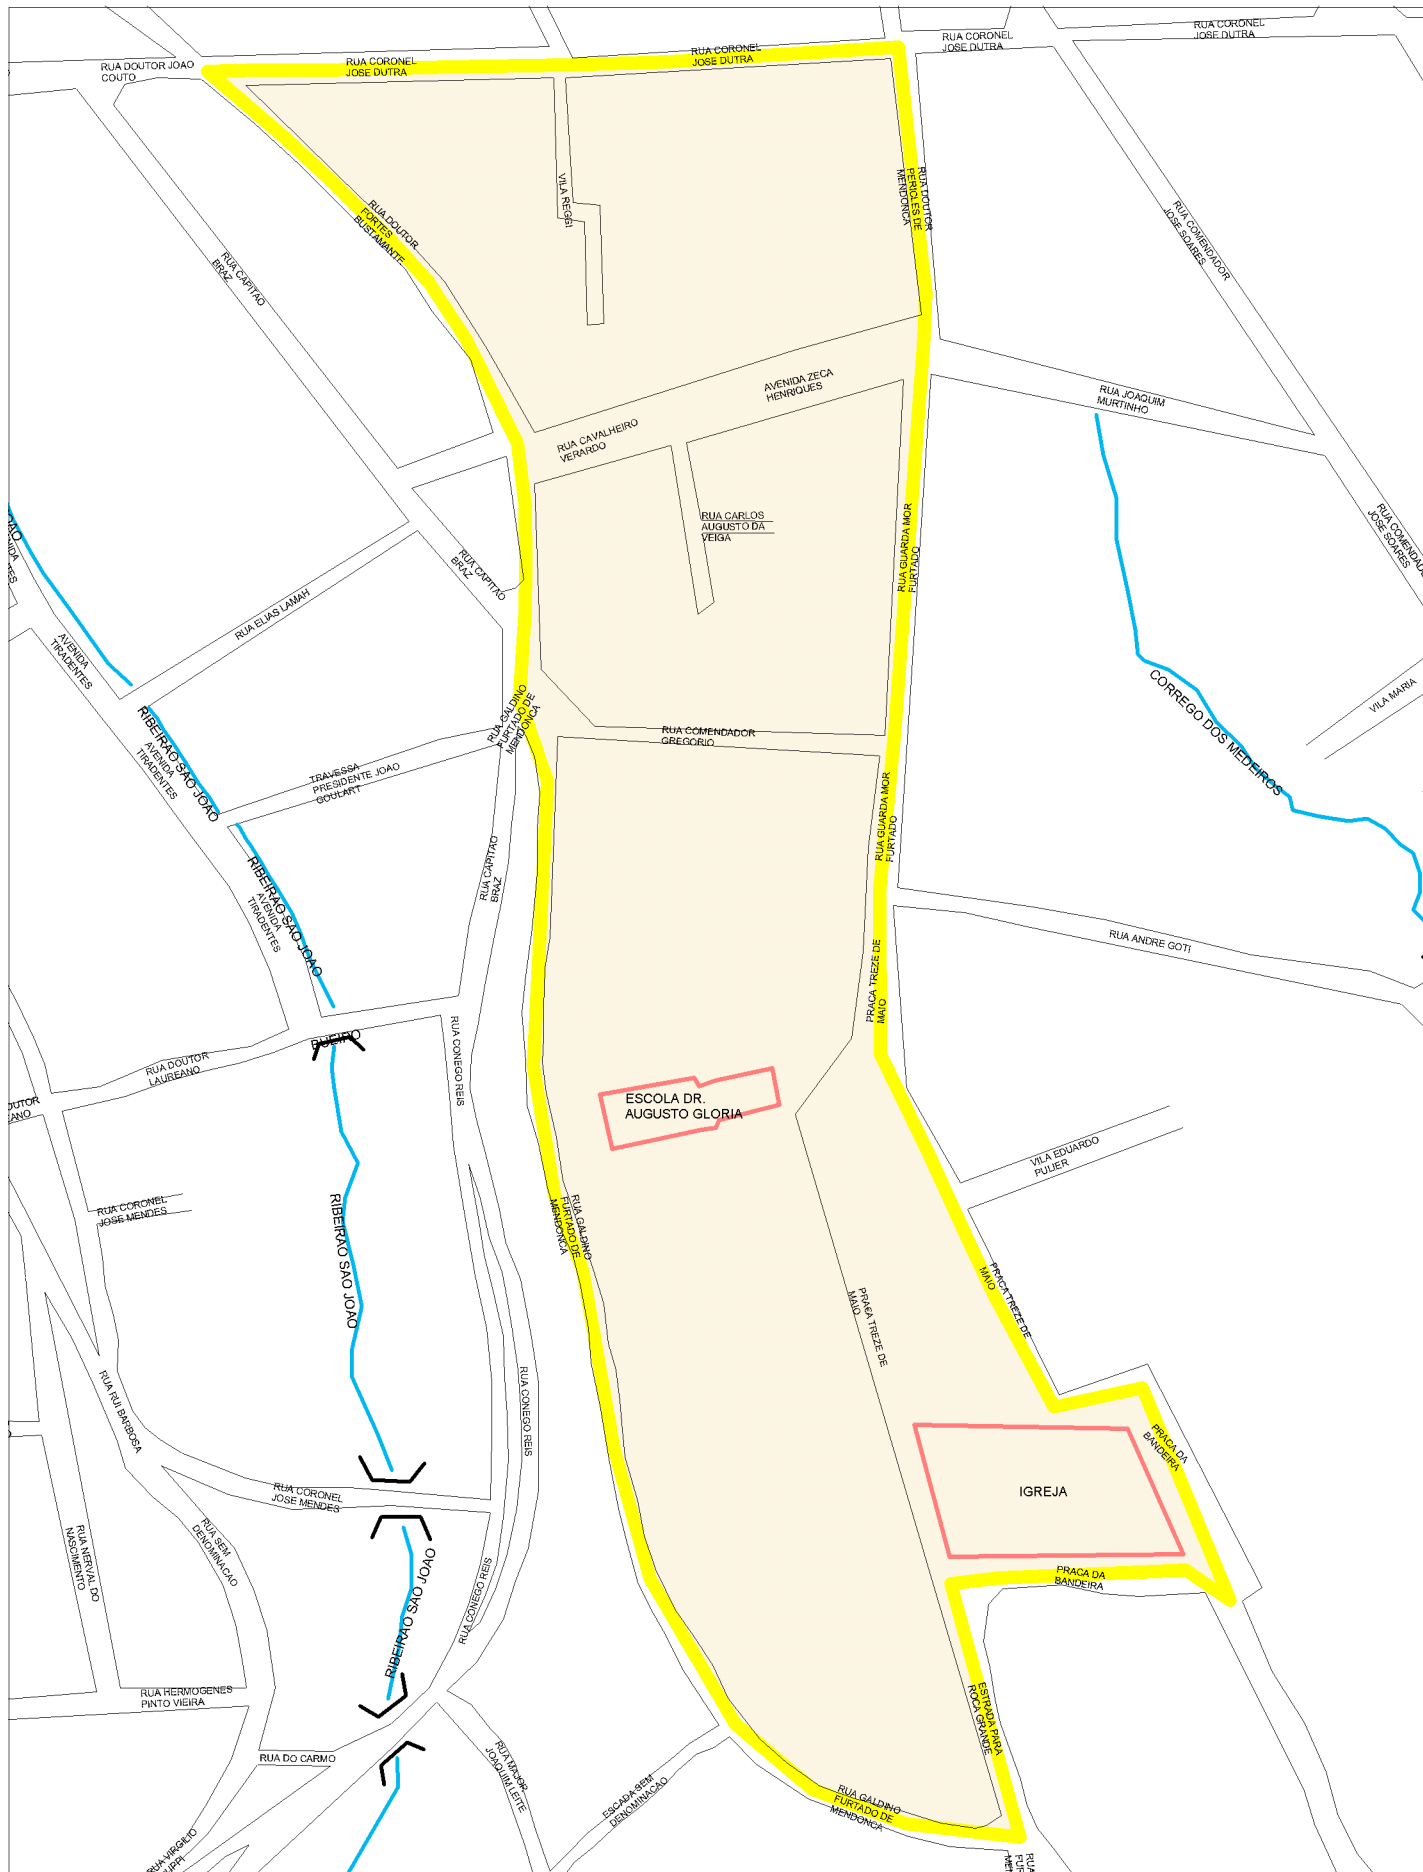 RUA DOUTOR JOAO
COUTO
RUA CORONEL
JOSE DUTRA
RUA CORONEL
JOSE DUTRA
RUA CORONEL
JOSE DUTRA
RUA CORONEL
JOSE DUTRA
RUA DOUTOR
FORTES
BUSTAMANTE
VILA REGGI
RUA DOUTOR
PERICLES DE
MENDONCA
RUA COMENDADOR
JOSE SOARES
RUA CAPITAO
BRAZ
AVENIDA ZECA
HENRIQUES
RUA JOAQUIM
MURTINHO
RUA CAVALHEIRO
VERARDO
RUA CARLOS
AUGUSTO DA
VEIGA
RUA GUARDA MOR
FURTADO
RUA COMENDADOR
JOSE SOARES
RUA CAPITAO
BRAZ
RUA ELIAS LAMAH
AVENIDA
TIRADENTES
RIBEIRAO SAO JOAO
AVENIDA
TIRADENTES
RUA GALDINO
FURTADO DE
MENDONCA
RUA COMENDADOR
GREGORIO
CORREGO DOS MEDEIROS
VILA MARIA
TRAVESSA
PRESIDENTE JOAO
GOULART
RUA GUARDA MOR
FURTADO
RUA CAPITAO
BRAZ
RIBEIRAO SAO JOAO
AVENIDA
TIRADENTES
RUA ANDRE GOTI
PRACA TREZE DE
MAIO
BUEIRO
RUA DOUTOR
LAUREANO
RUA CONEGO REIS
ESCOLA DR.
AUGUSTO GLORIA
VILA EDUARDO
PULIER
RUA CORONEL
JOSE MENDES
RIBEIRAO SAO JOAO
RUA GALDINO
FURTADO DE
MENDONCA
PRACA TREZE DE
MAIO
PRACA TREZE DE
MAIO
RUA RUI BARBOSA
RUA CONEGO REIS
PRACA DA
BANDEIRA
IGREJA
RUA CORONEL
JOSE MENDES
RUA SEM
DENOMINACAO
RUA NERVAL DO
NASCIMENTO
RIBEIRAO SAO JOAO
RUA CONEGO REIS
PRACA DA
BANDEIRA
RUA HERMOGENES
PINTO VIEIRA
ESTRADA PARA
ROCA GRANDE
RUA DO CARMO
RUA MAJOR
JOAQUIM LEITE
ESCADA SEM
DENOMINACAO
RUA GALDINO
FURTADO DE
MENDONCA
RUA VIRGILIO